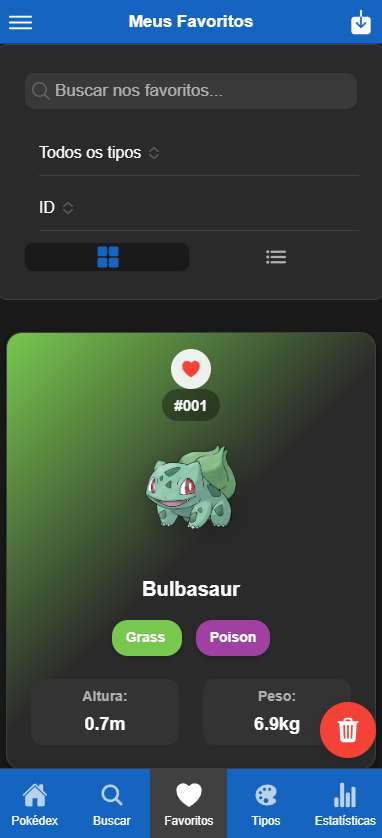 Meus Favoritos
Buscar nos favoritos...
Todos os tipos
ID
#001
Bulbasaur
Grass Poison
Altura: Peso:
0.7m 6.9kg
Pokédex Buscar Favoritos Tipos Estatísticas